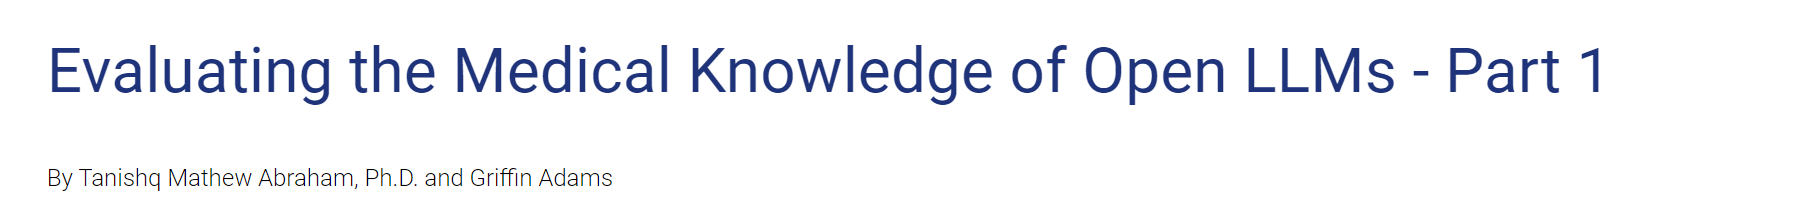 Evaluating the Medical Knowledge of Open LLMs - Part 1
By Tanishq Mathew Abraham, Ph.D. and Griffin Adams